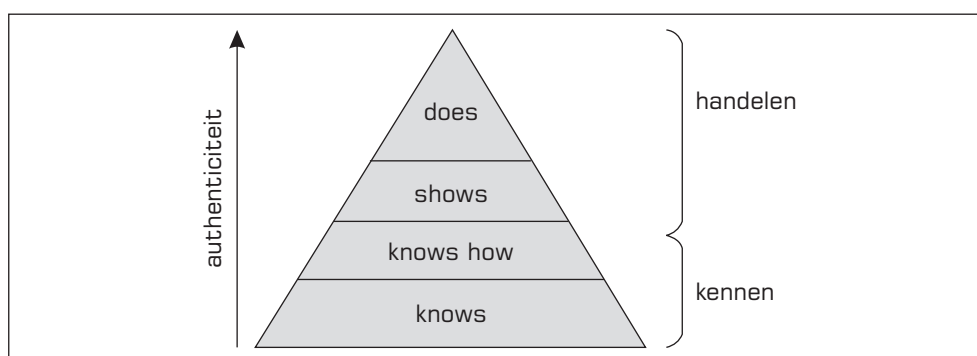 does
handelen
shows
authenticiteit
knows how
kennen
knows